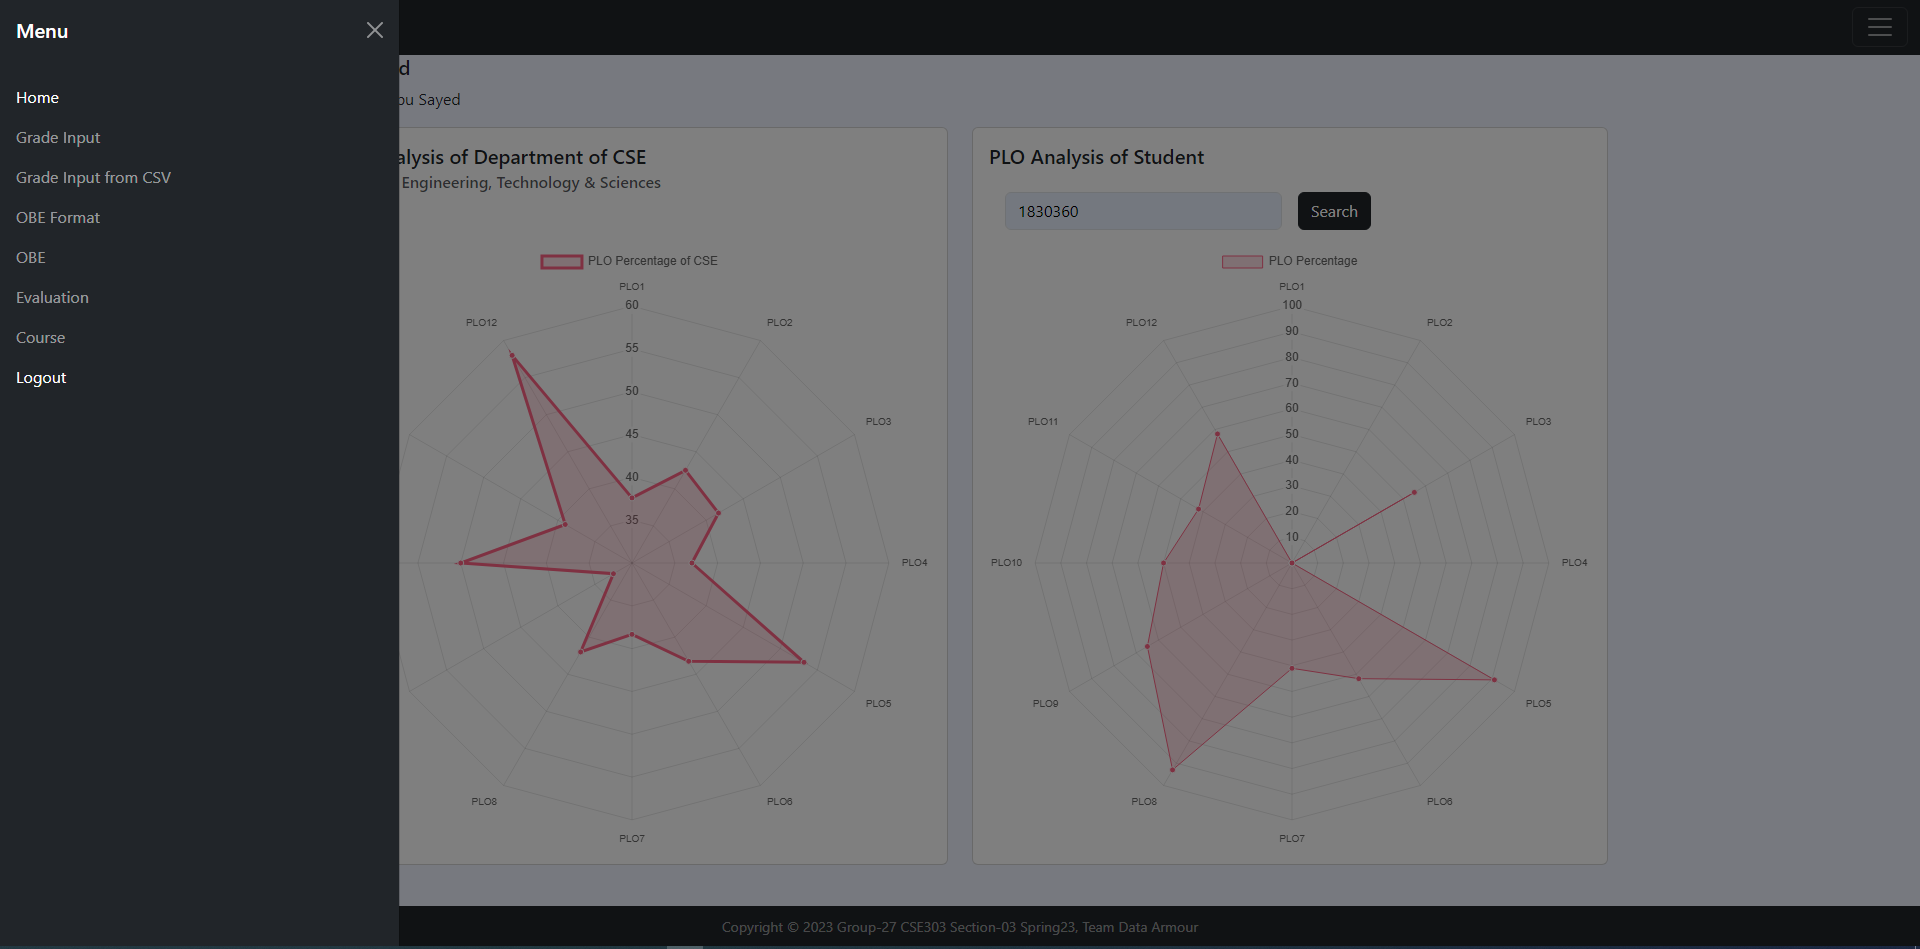 Menu
Home
Grade Input
Grade Input from CSV
OBE Format
OBE
Evaluation
Course
Logout
d
ou Sayed
alysis of Department of CSE
Engineering, Technology & Sciences
PLO Percentage of CSE
PLO1
60
PLO12
PLO2
55
50
PLO3
45
40
35
PLO4
PLO5
PLO8
PLO6
PLO7
PLO Analysis of Student
1830360
Search
PLO Percentage
PLO1
100
PLO12
PLO2
90
80
70
60
PLO11
PLO3
50
40
30
20
10
PLO10
PLO4
PLO9
PLO5
PLO8
PLO6
PLO7
Copyright © 2023 Group-27 CSE303 Section-03 Spring23, Team Data Armour